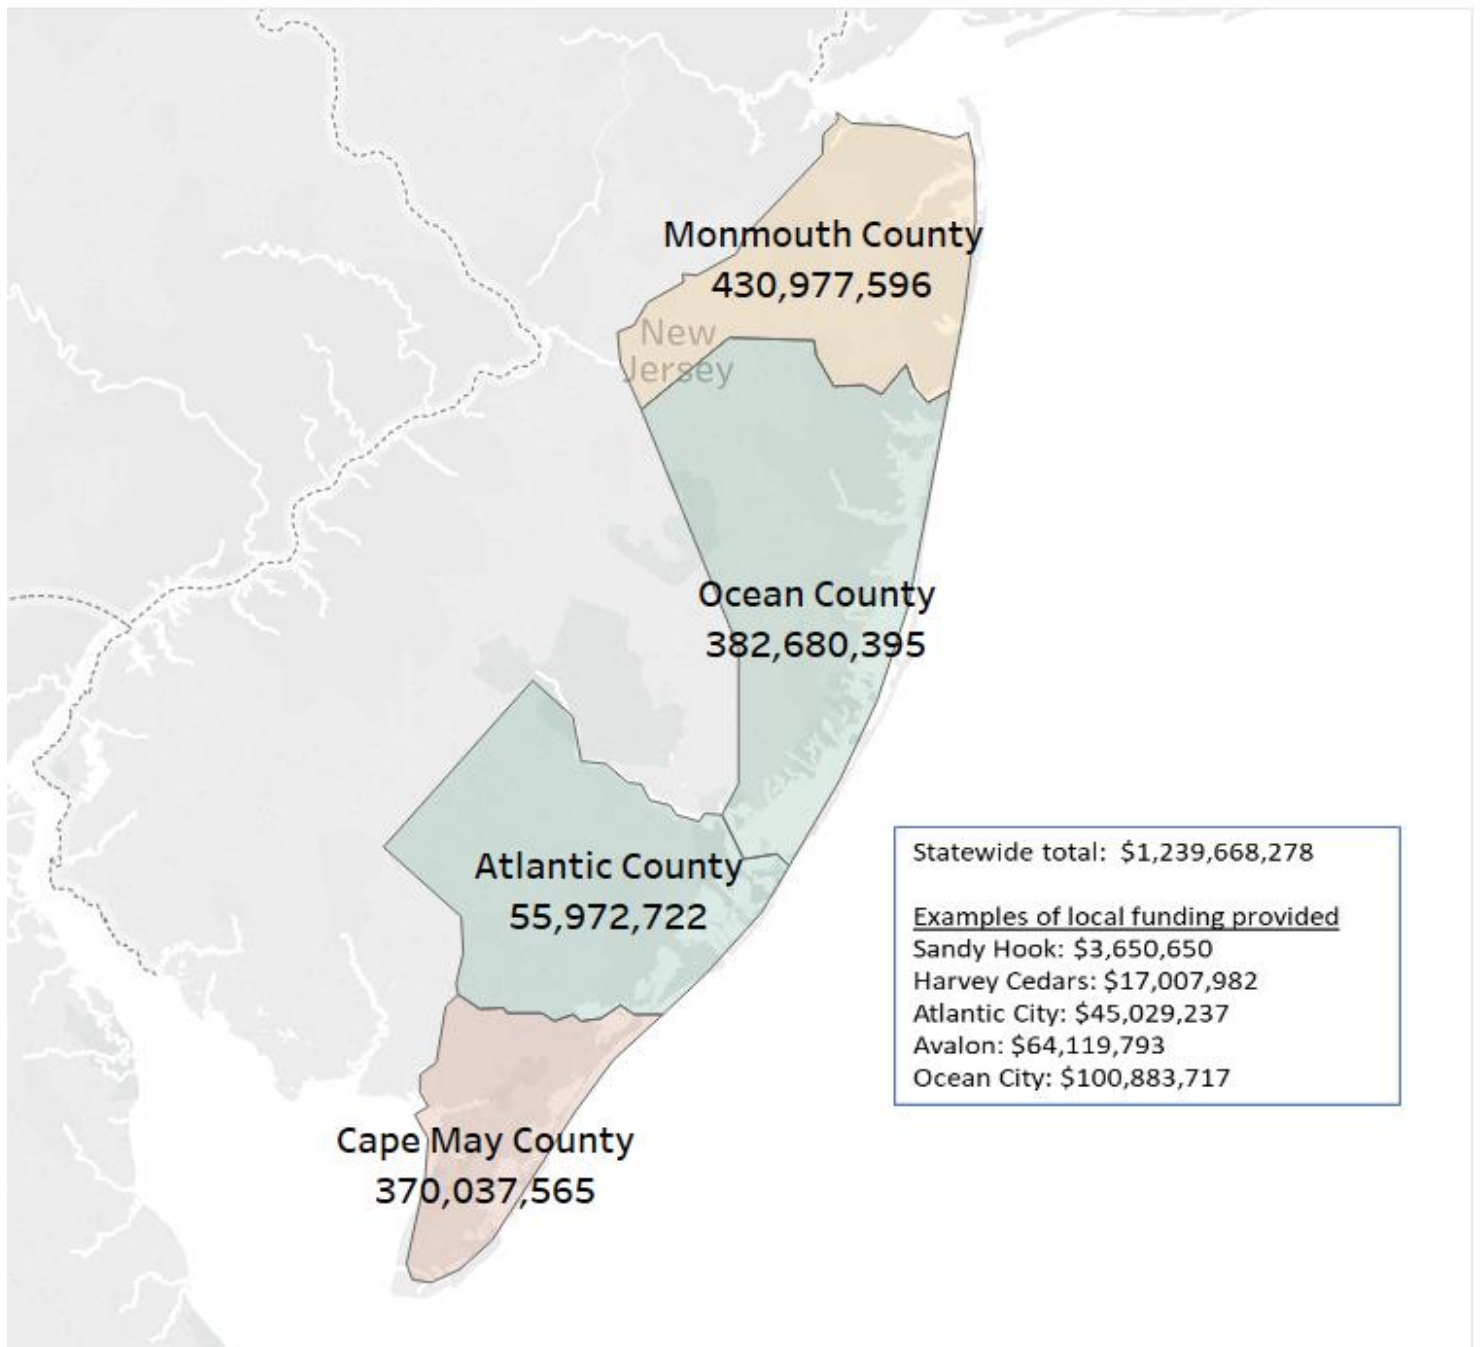 Monmouth County
430,977,596
New
Jersey
Ocean County
382,680,395
Atlantic County
55,972,722
Statewide total: $1,239,668,278
Examples of local funding provided
Sandy Hook: $3,650,650
Harvey Cedars: $17,007,982
Atlantic City: $45,029,237
Avalon: $64,119,793
Ocean City: $100,883,717
Cape May County
370,037,565